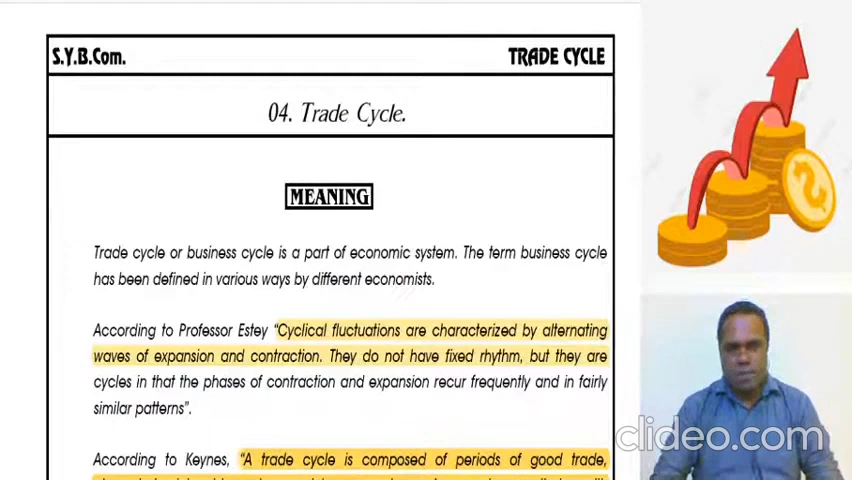 S.Y.B.Com.
TRADE CYCLE
04. Trade Cycle.
MEANING
Trade cycle or business cycle is a part of economic system. The term business cycle
has been defined in various ways by different economists.
According to Professor Estey "Cyclical fluctuations are characterized by alternating
waves of expansion and contraction. They do not have fixed rhythm, but they are
cycles in that the phases of contraction and expansion recur frequently and in fairly
similar patterns".
According to Keynes, "A trade cycle is composed of periods of good trade,
clideo.com